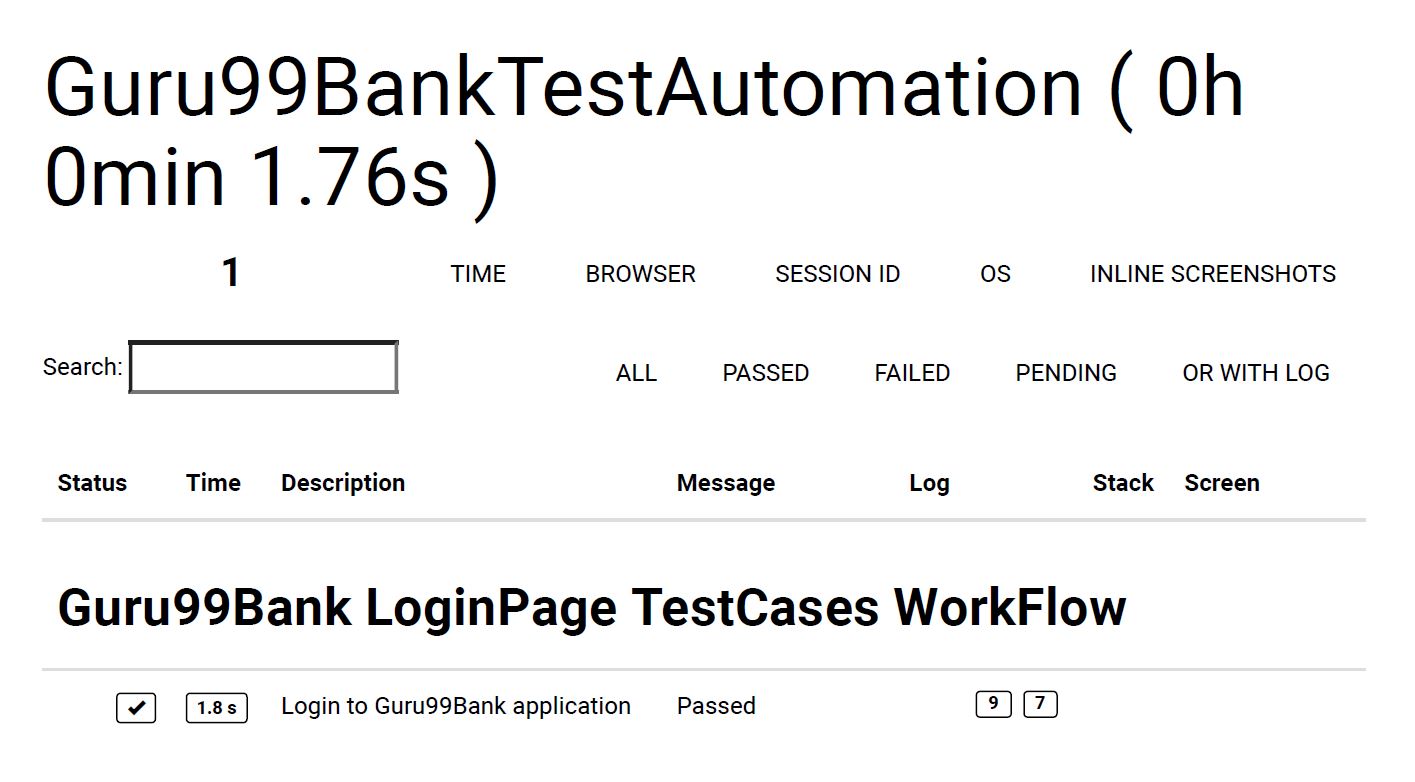 Guru99BankTestAutomation ( 0h
0min 1.76s )
1 TIME BROWSER SESSION ID OS INLINE SCREENSHOTS
Search: ALL PASSED FAILED PENDING OR WITH LOG
Status Time Description Message Log Stack Screen
Guru99Bank LoginPage TestCases WorkFlow
1.8 s Login to Guru99Bank application Passed 9 7